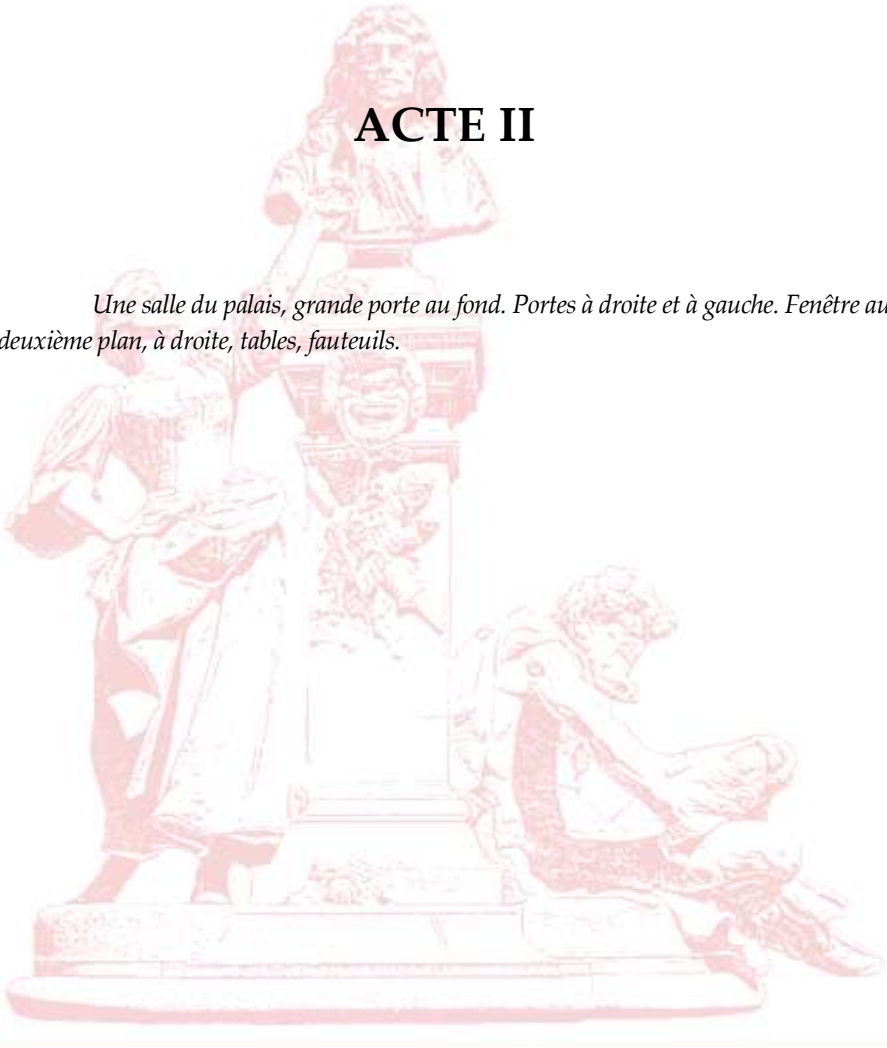 ACTE II
Une salle du palais, grande porte au fond. Portes à droite et à gauche. Fenêtre au
deuxième plan, à droite, tables, fauteuils.